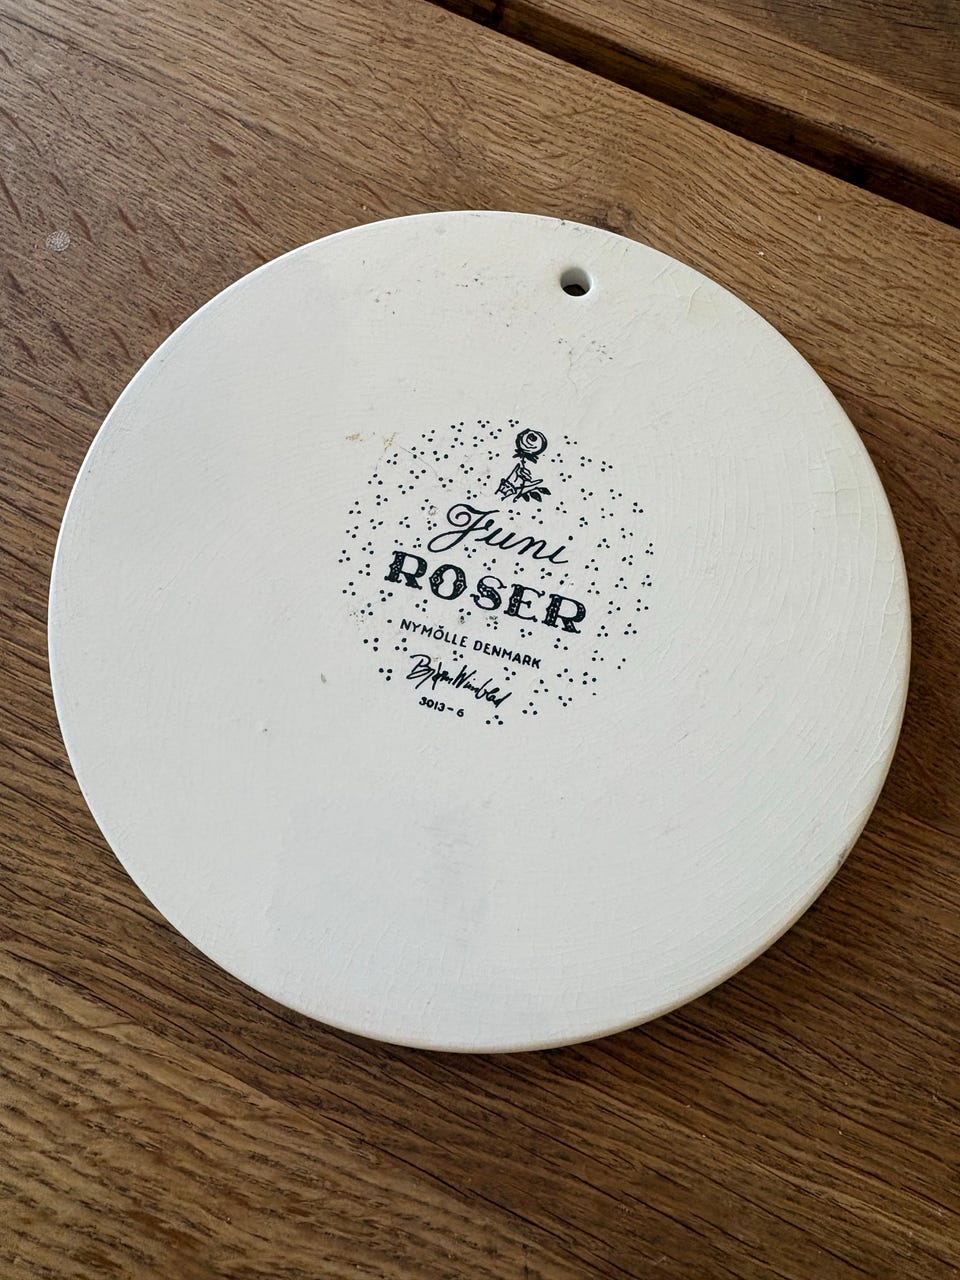 Juni
ROSER
NYMÖLLE DENMARK
Bjørn Wiinblad
3013-6